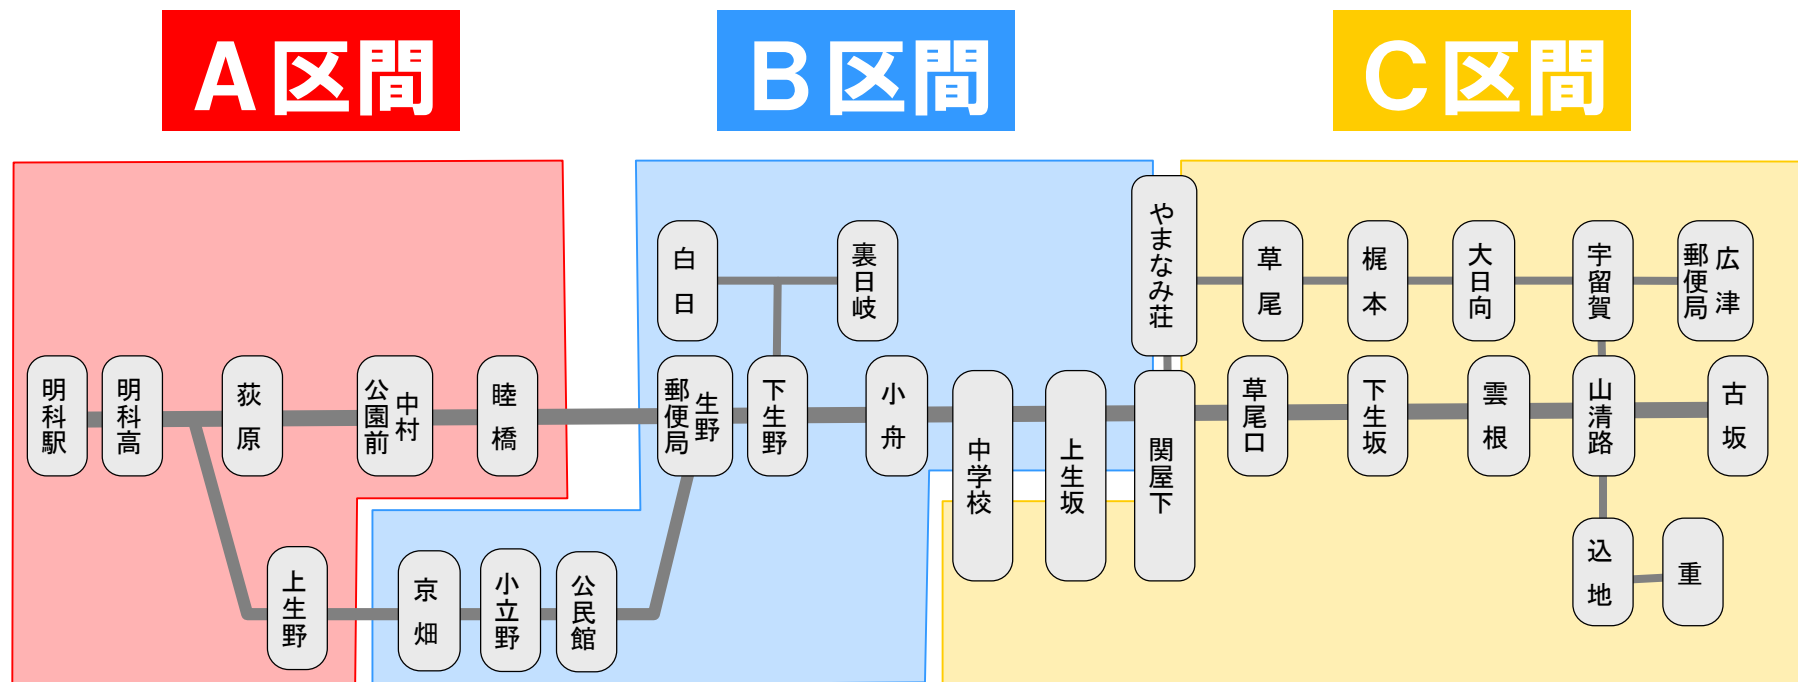 A区間
B区間
C区間
やまなみ荘
白日
裏日岐
草尾
梶本
大日向
宇留賀
広津
郵便局
明科駅
明科高
荻原
中村
公園前
睦橋
生野
郵便局
下生野
小舟
中学校
上生坂
関屋下
草尾口
下生坂
雲根
山清路
古坂
上生野
京畑
小立野
公民館
込地
重